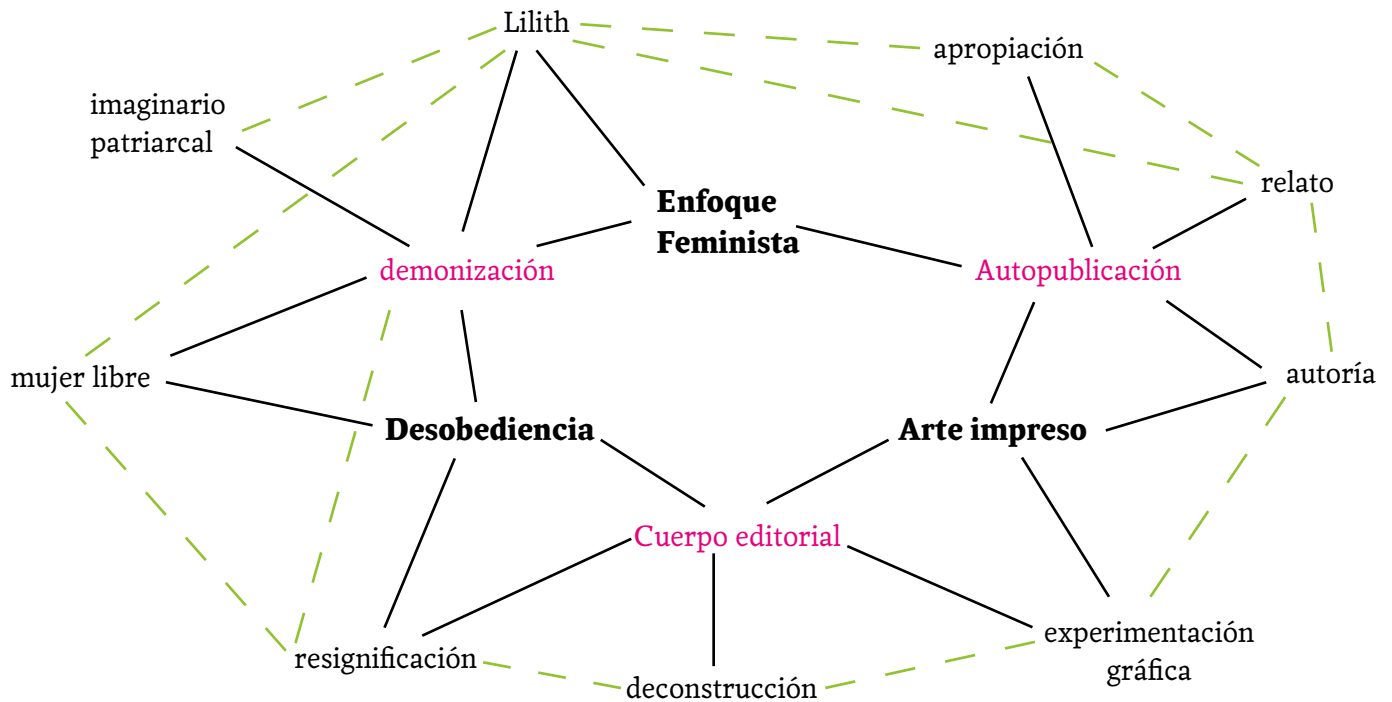 Lilith
apropiación
imaginario
patriarcal
relato
Enfoque
Feminista
demonización
Autopublicación
mujer libre
autoría
Desobediencia
Arte impreso
Cuerpo editorial
experimentación
gráfica
resignificación
deconstrucción